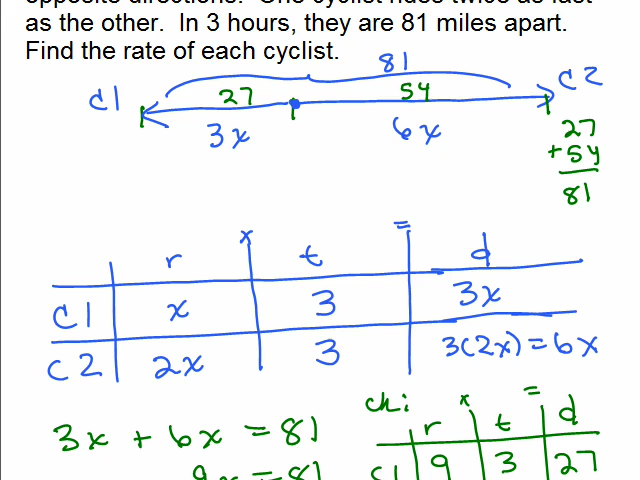 opposite directions. One cyclist rides twice as fast
as the other. In 3 hours, they are 81 miles apart.
Find the rate of each cyclist.
81
C1 27 54 C2
3x 6x
27
+54
81
r x t = d
C1 x 3 3x
C2 2x 3 3(2x) = 6x
3x + 6x = 81
9x = 81
chk:
r x t = d
C1 9 3 27